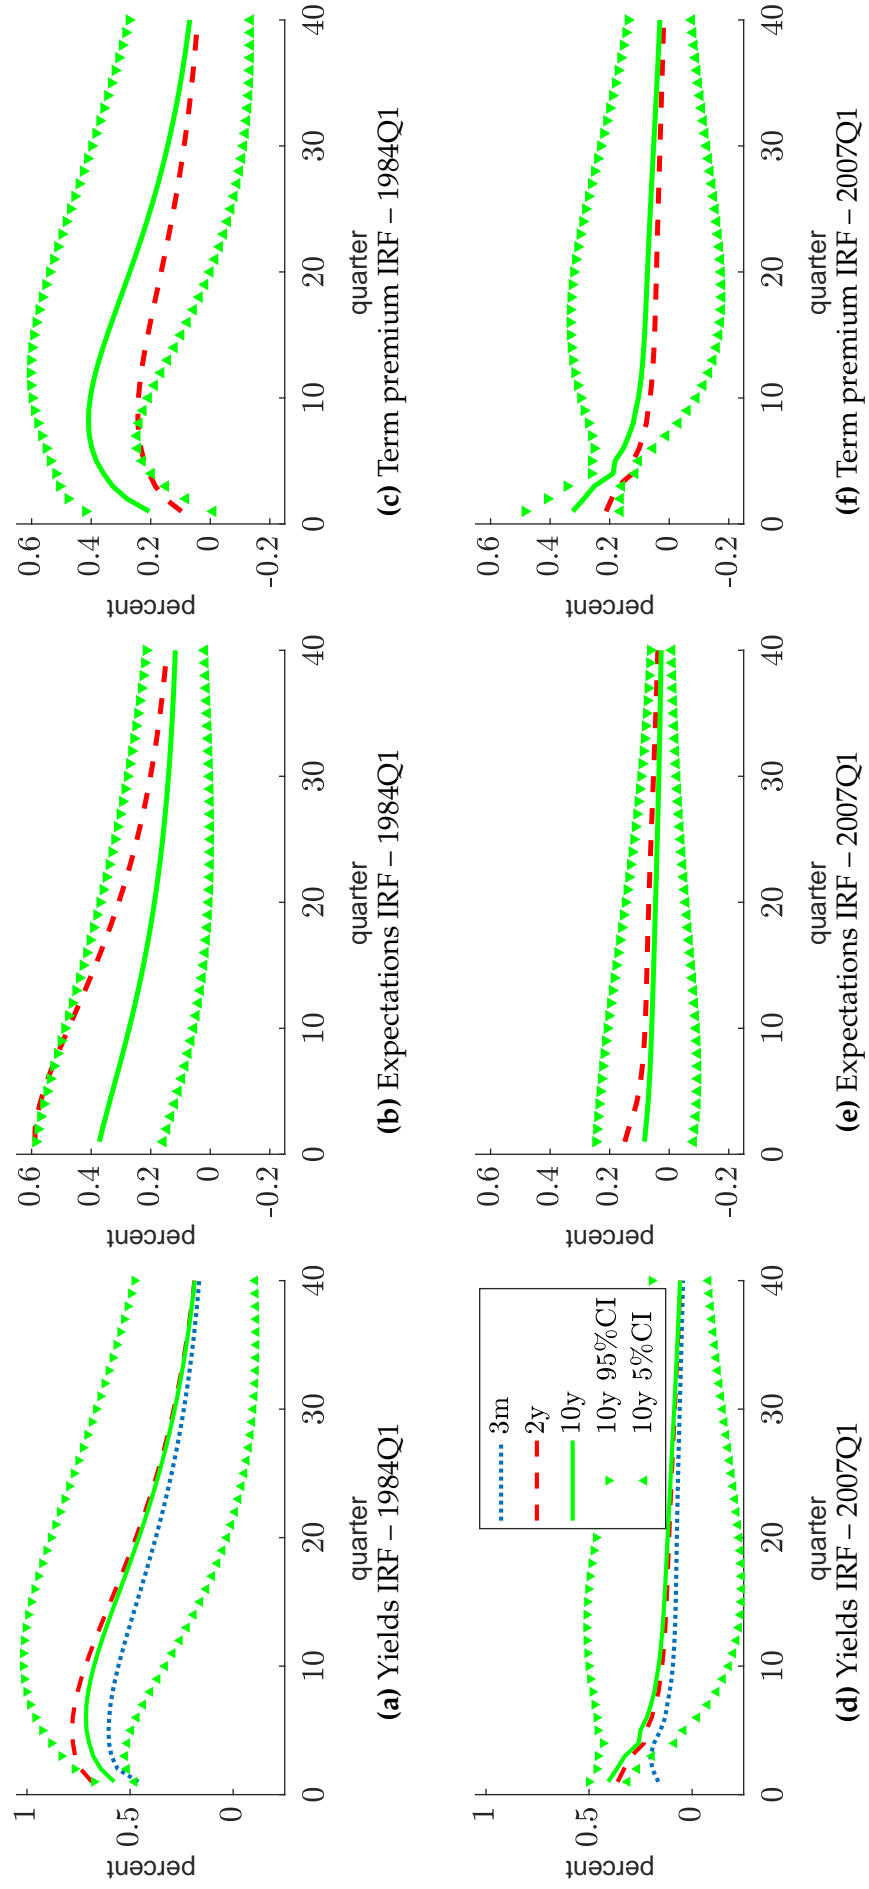 1
0.5
0
percent
0 10 20 30 40
quarter
(a) Yields IRF – 1984Q1
0.6
0.4
0.2
0
-0.2
percent
0 10 20 30 40
quarter
(b) Expectations IRF – 1984Q1
0.6
0.4
0.2
0
-0.2
percent
0 10 20 30 40
quarter
(c) Term premium IRF – 1984Q1
1
0.5
0
percent
3m
2y
10y
10y 95%CI
10y 5%CI
0 10 20 30 40
quarter
(d) Yields IRF – 2007Q1
0.6
0.4
0.2
0
-0.2
percent
0 10 20 30 40
quarter
(e) Expectations IRF – 2007Q1
0.6
0.4
0.2
0
-0.2
percent
0 10 20 30 40
quarter
(f) Term premium IRF – 2007Q1